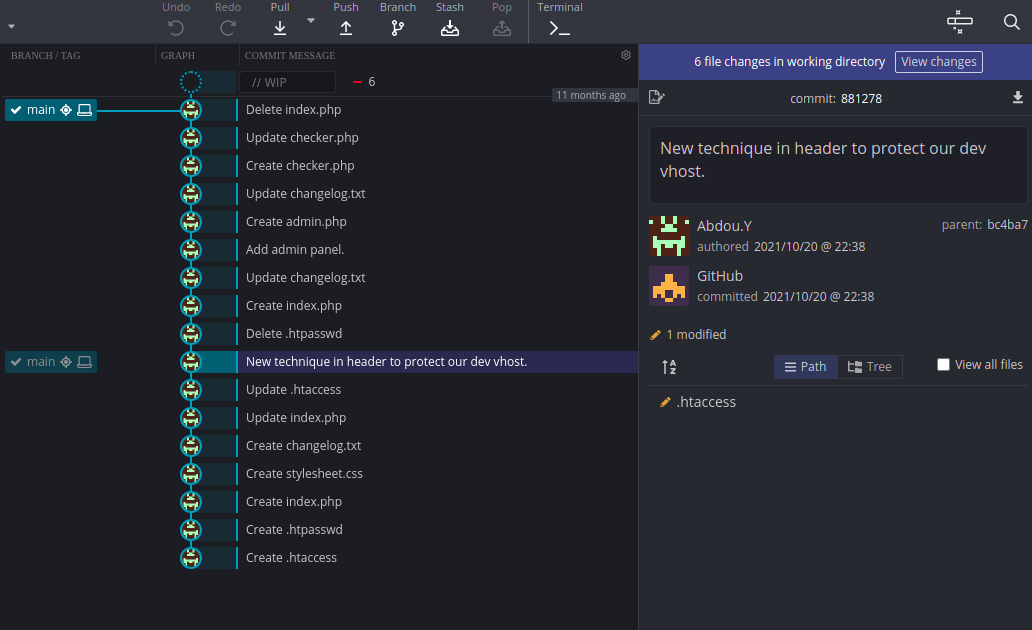 Undo Redo Pull Push Branch Stash Pop Terminal
BRANCH / TAG GRAPH COMMIT MESSAGE
// WIP 6
11 months ago
main Delete index.php
Update checker.php
Create checker.php
Update changelog.txt
Create admin.php
Add admin panel.
Update changelog.txt
Create index.php
Delete .htpasswd
main New technique in header to protect our dev vhost.
Update .htaccess
Update index.php
Create changelog.txt
Create stylesheet.css
Create index.php
Create .htpasswd
Create .htaccess
6 file changes in working directory View changes
commit: 881278
New technique in header to protect our dev
vhost.
Abdou.Y parent: bc4ba7
authored 2021/10/20 @ 22:38
GitHub
committed 2021/10/20 @ 22:38
1 modified
A Z Path Tree View all files
.htaccess